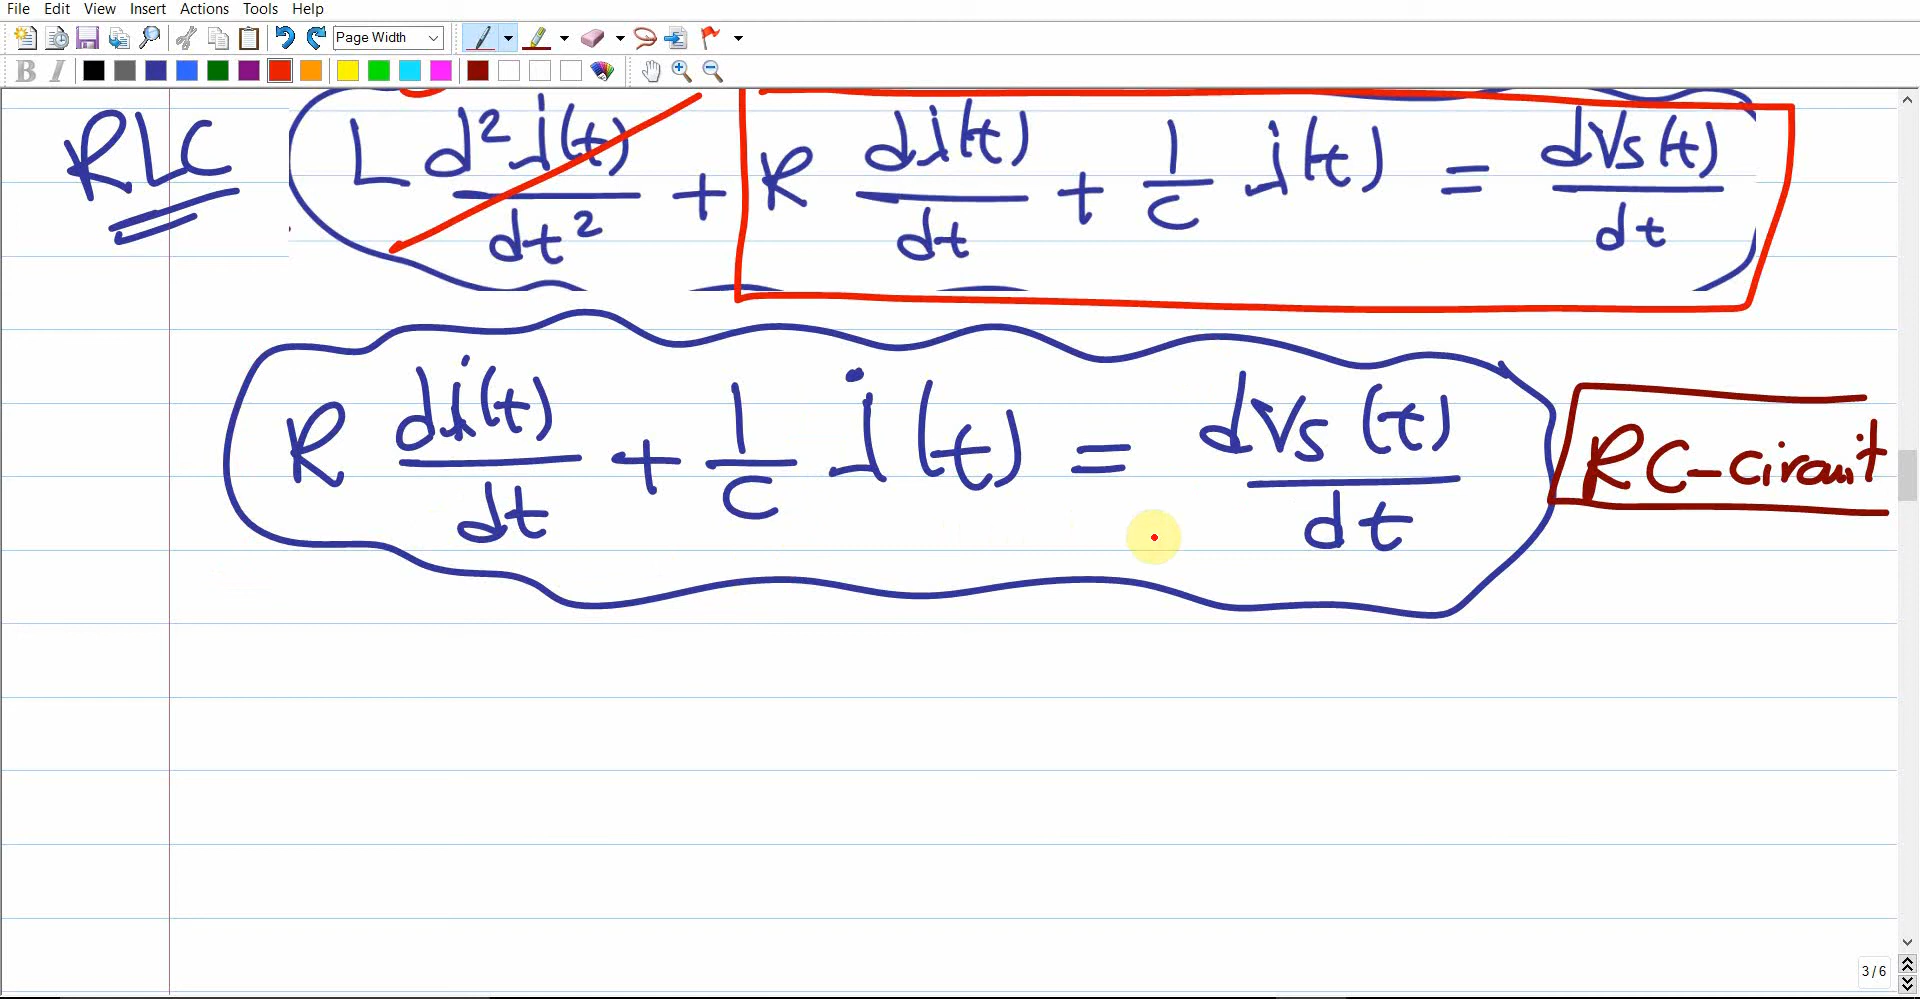 File Edit View Insert Actions Tools Help
Page Width
B I
RLC L d²i(t)/dt² + R di(t)/dt + 1/C i(t) = dVs(t)/dt
R di(t)/dt + 1/C i(t) = dVs(t)/dt RC-circuit
3 / 6